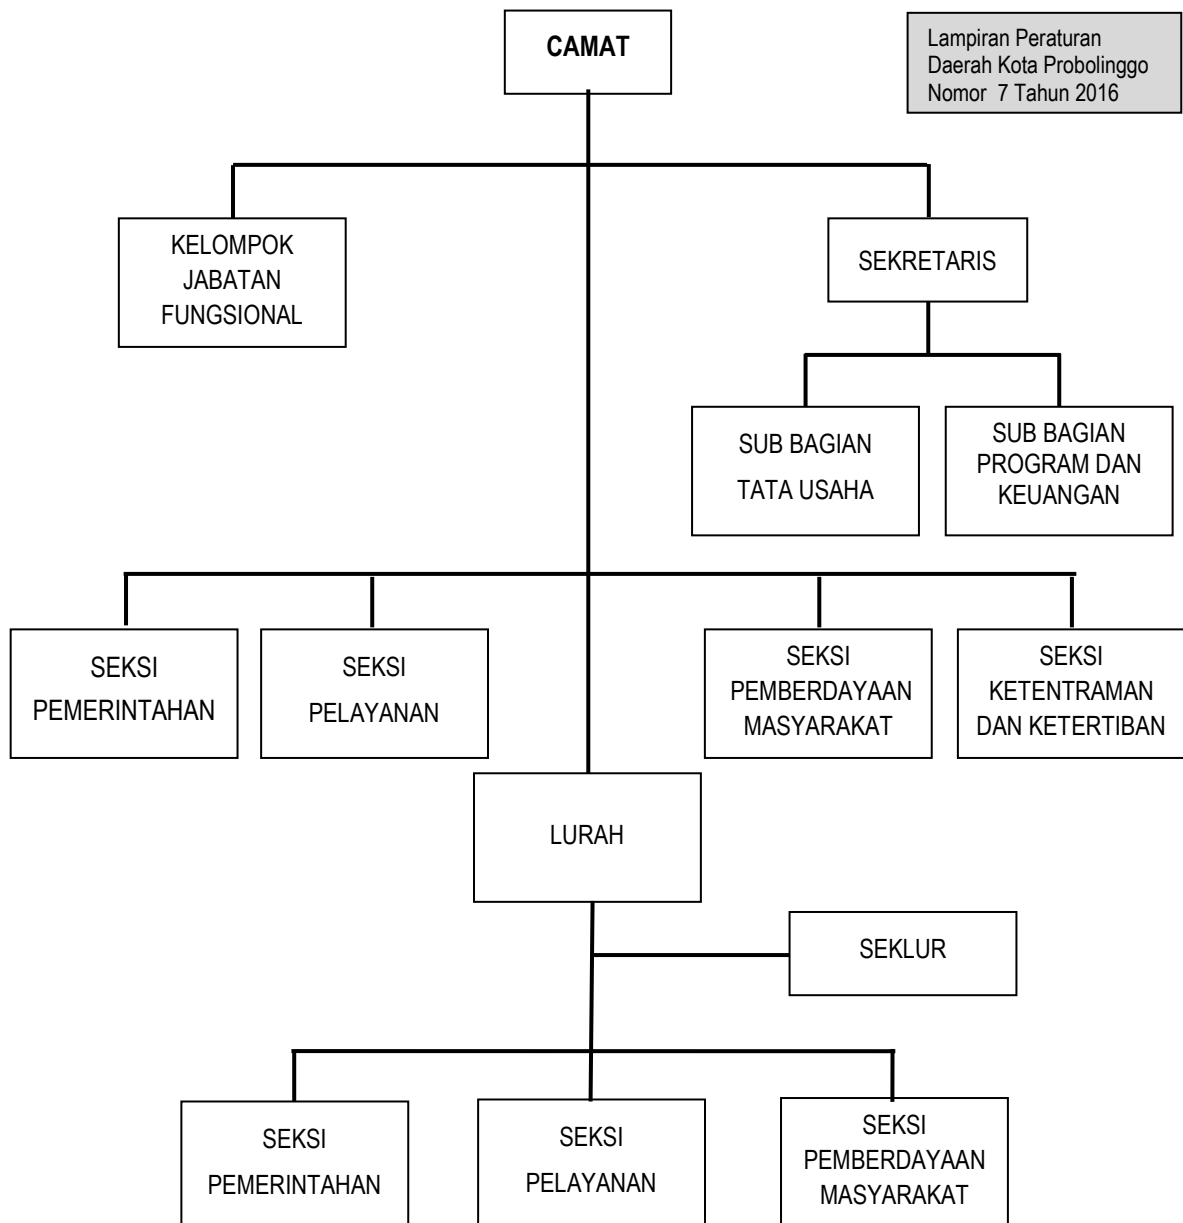 CAMAT
Lampiran Peraturan
Daerah Kota Probolinggo
Nomor 7 Tahun 2016
KELOMPOK
JABATAN
FUNGSIONAL
SEKRETARIS
SUB BAGIAN
TATA USAHA
SUB BAGIAN
PROGRAM DAN
KEUANGAN
SEKSI
PEMERINTAHAN
SEKSI
PELAYANAN
SEKSI
PEMBERDAYAAN
MASYARAKAT
SEKSI
KETENTRAMAN
DAN KETERTIBAN
LURAH
SEKLUR
SEKSI
PEMERINTAHAN
SEKSI
PELAYANAN
SEKSI
PEMBERDAYAAN
MASYARAKAT